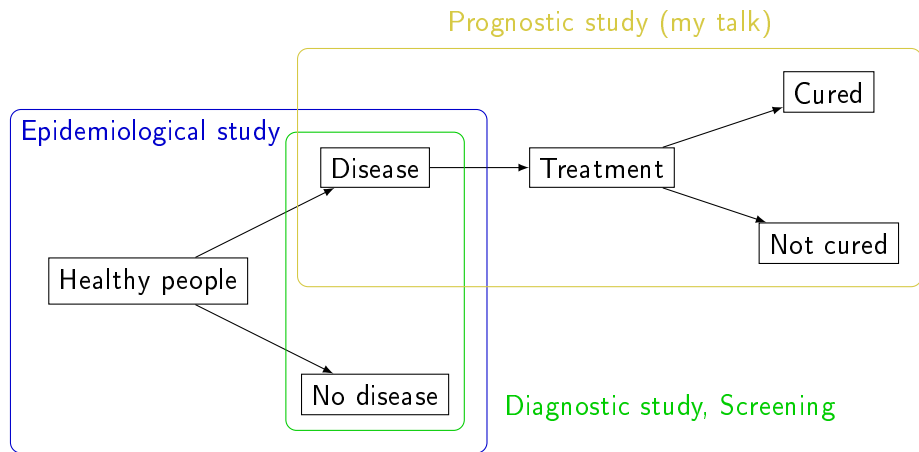 Prognostic study (my talk)
Cured
Epidemiological study
Disease
Treatment
Not cured
Healthy people
No disease
Diagnostic study, Screening